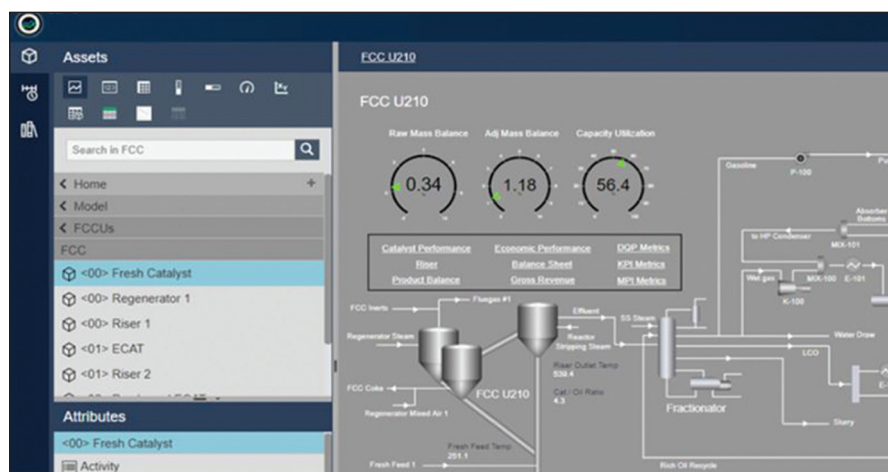 Assets
Search in FCC
Home
Model
FCCUs
FCC
<00> Fresh Catalyst
<00> Regenerator 1
<00> Riser 1
<01> ECAT
<01> Riser 2
Attributes
<00> Fresh Catalyst
Activity
FCC U210
FCC U210
Raw Mass Balance
Adj Mass Balance
Capacity Utilization
0.34
1.18
56.4
Catalyst Performance
Economic Performance
DQP Metrics
Riser
Balance Sheet
KPI Metrics
Product Balance
Gross Revenue
MPI Metrics
Gasoline
P-100
Absorber
Bottoms
to HP Condenser
MIX-101
Wet gas
MIX-100
E-101
K-100
FCC Inerts
Fluegas #1
Effluent
SS Steam
Regenerator Steam
Reactor
Stripping Steam
Water Draw
LCO
Riser Outlet Temp
539.4
Cat / Oil Ratio
4.3
FCC Coke
FCC U210
Regenerator Mixed Air 1
Fractionator
Slurry
Fresh Feed Temp
251.1
Fresh Feed 1
Rich Oil Recycle